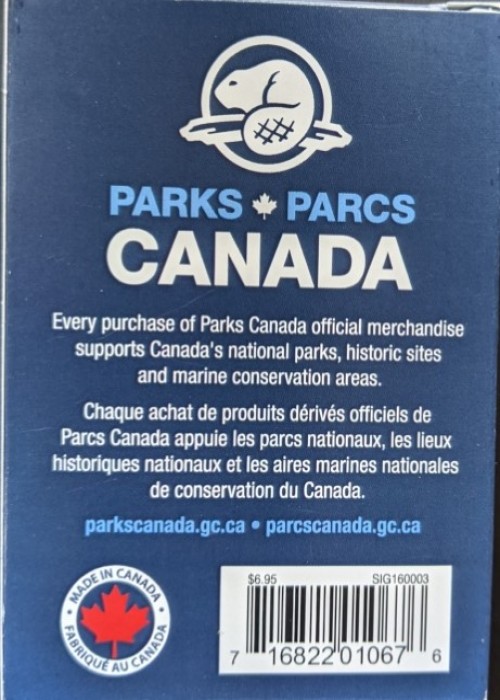 PARKS PARCS
CANADA
Every purchase of Parks Canada official merchandise
supports Canada's national parks, historic sites
and marine conservation areas.
Chaque achat de produits dérivés officiels de
Parcs Canada appuie les parcs nationaux, les lieux
historiques nationaux et les aires marines nationales
de conservation du Canada.
parkscanada.gc.ca • parcscanada.gc.ca
• MADE IN CANADA •
FABRIQUÉ AU CANADA
$6.95 SIG160003
7 16822 01067 6